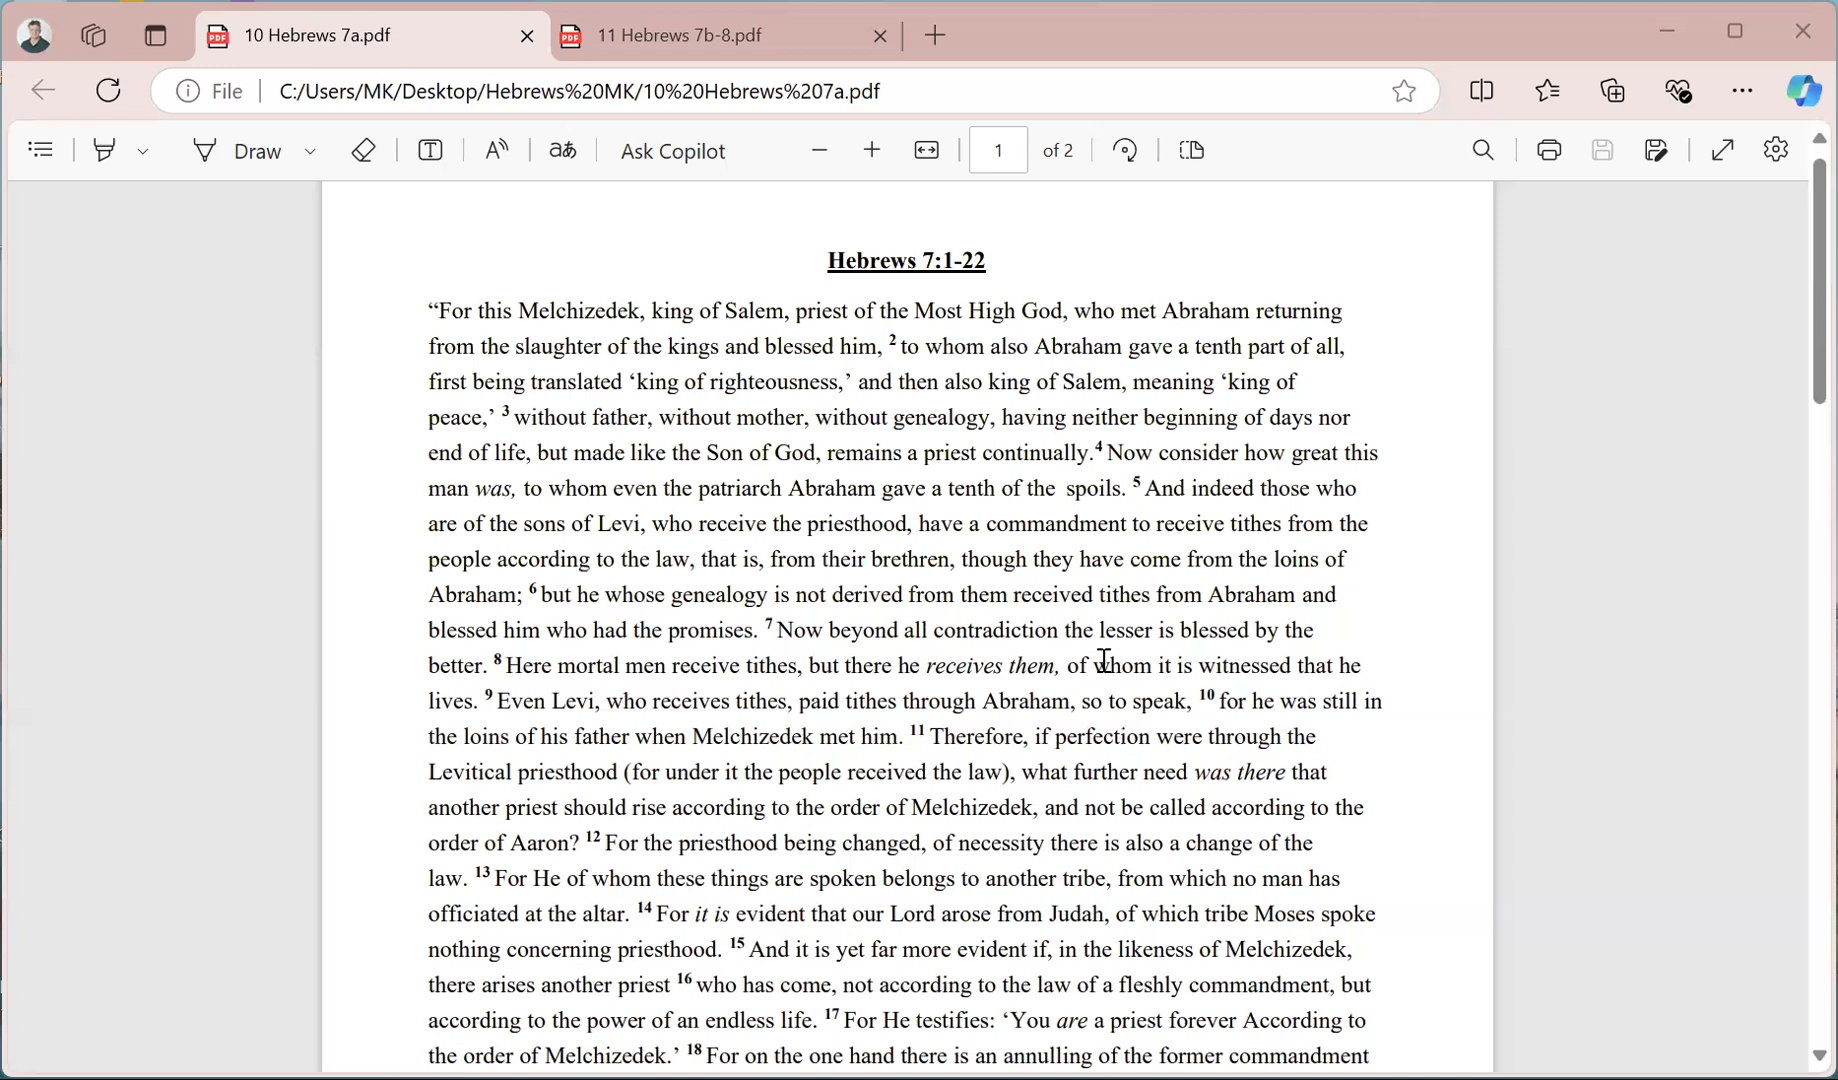 10 Hebrews 7a.pdf
11 Hebrews 7b-8.pdf
File
C:/Users/MK/Desktop/Hebrews%20MK/10%20Hebrews%207a.pdf
Draw
aあ
Ask Copilot
1
of 2
Hebrews 7:1-22
“For this Melchizedek, king of Salem, priest of the Most High God, who met Abraham returning
from the slaughter of the kings and blessed him, 2 to whom also Abraham gave a tenth part of all,
first being translated ‘king of righteousness,’ and then also king of Salem, meaning ‘king of
peace,’ 3 without father, without mother, without genealogy, having neither beginning of days nor
end of life, but made like the Son of God, remains a priest continually.4 Now consider how great this
man was, to whom even the patriarch Abraham gave a tenth of the spoils. 5 And indeed those who
are of the sons of Levi, who receive the priesthood, have a commandment to receive tithes from the
people according to the law, that is, from their brethren, though they have come from the loins of
Abraham; 6 but he whose genealogy is not derived from them received tithes from Abraham and
blessed him who had the promises. 7 Now beyond all contradiction the lesser is blessed by the
better. 8 Here mortal men receive tithes, but there he receives them, of whom it is witnessed that he
lives. 9 Even Levi, who receives tithes, paid tithes through Abraham, so to speak, 10 for he was still in
the loins of his father when Melchizedek met him. 11 Therefore, if perfection were through the
Levitical priesthood (for under it the people received the law), what further need was there that
another priest should rise according to the order of Melchizedek, and not be called according to the
order of Aaron? 12 For the priesthood being changed, of necessity there is also a change of the
law. 13 For He of whom these things are spoken belongs to another tribe, from which no man has
officiated at the altar. 14 For it is evident that our Lord arose from Judah, of which tribe Moses spoke
nothing concerning priesthood. 15 And it is yet far more evident if, in the likeness of Melchizedek,
there arises another priest 16 who has come, not according to the law of a fleshly commandment, but
according to the power of an endless life. 17 For He testifies: ‘You are a priest forever According to
the order of Melchizedek.’ 18 For on the one hand there is an annulling of the former commandment